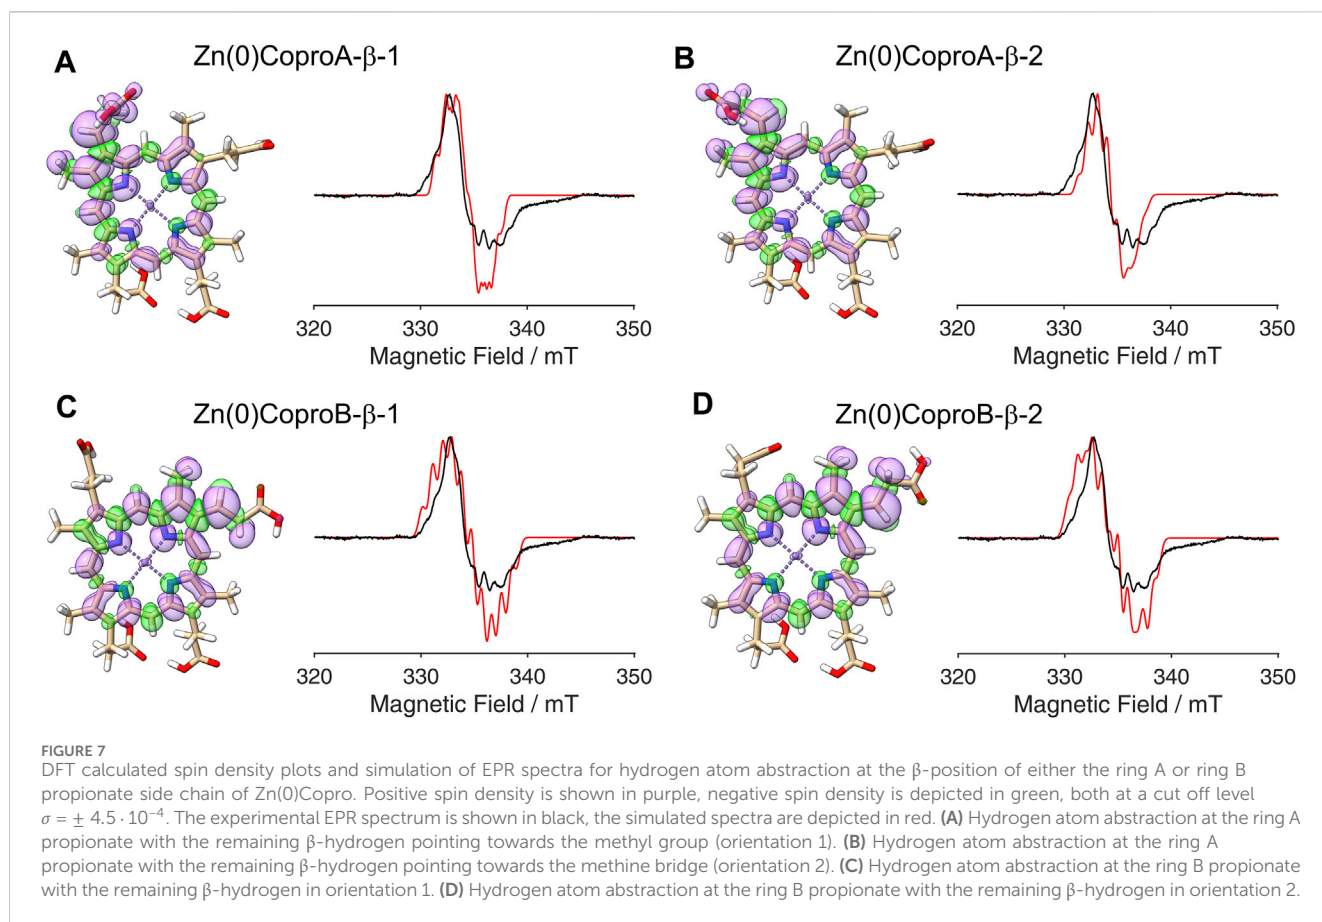 A
Zn(0)CoproA-β-1
B
Zn(0)CoproA-β-2
320 330 340 350
Magnetic Field / mT
320 330 340 350
Magnetic Field / mT
C
Zn(0)CoproB-β-1
D
Zn(0)CoproB-β-2
320 330 340 350
Magnetic Field / mT
320 330 340 350
Magnetic Field / mT
FIGURE 7
DFT calculated spin density plots and simulation of EPR spectra for hydrogen atom abstraction at the β-position of either the ring A or ring B
propionate side chain of Zn(0)Copro. Positive spin density is shown in purple, negative spin density is depicted in green, both at a cut off level
σ = ± 4.5 · 10⁻⁴. The experimental EPR spectrum is shown in black, the simulated spectra are depicted in red. (A) Hydrogen atom abstraction at the ring A
propionate with the remaining β-hydrogen pointing towards the methyl group (orientation 1). (B) Hydrogen atom abstraction at the ring A
propionate with the remaining β-hydrogen pointing towards the methine bridge (orientation 2). (C) Hydrogen atom abstraction at the ring B propionate
with the remaining β-hydrogen in orientation 1. (D) Hydrogen atom abstraction at the ring B propionate with the remaining β-hydrogen in orientation 2.